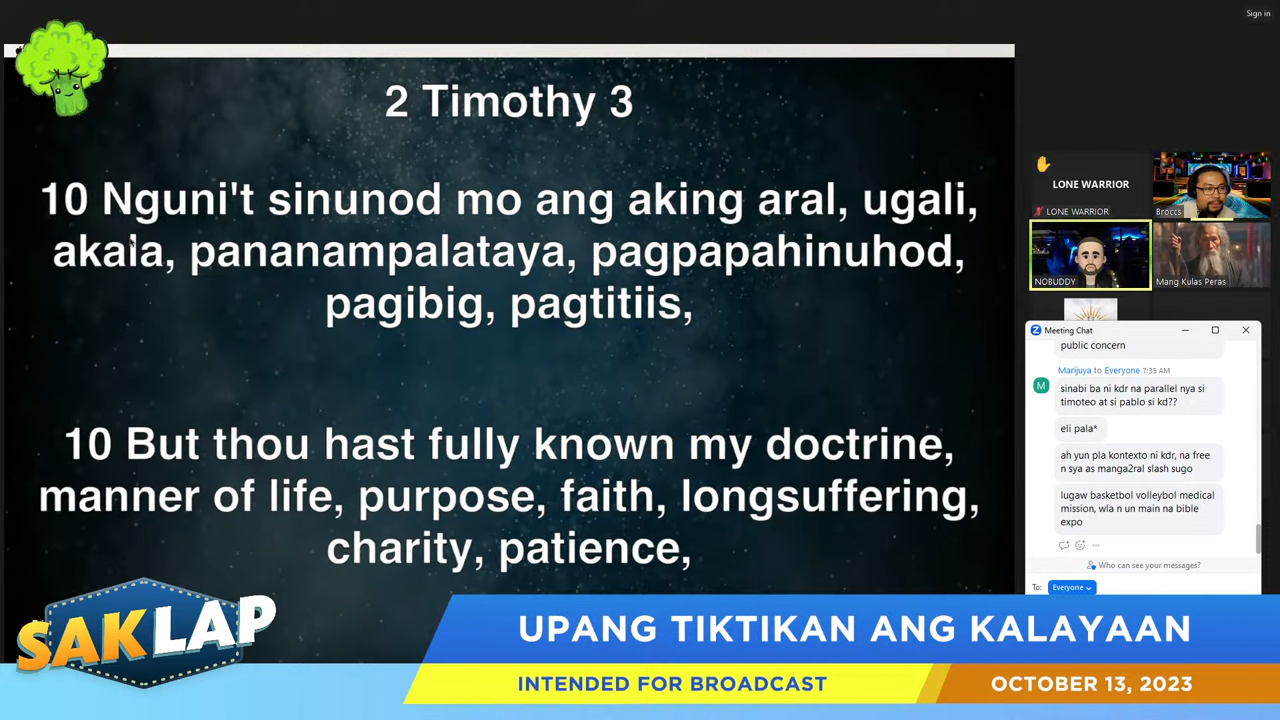 Sign in
2 Timothy 3
10 Nguni't sinunod mo ang aking aral, ugali,
akala, pananampalataya, pagpapahinuhod,
pagibig, pagtitiis,
10 But thou hast fully known my doctrine,
manner of life, purpose, faith, longsuffering,
charity, patience,
LONE WARRIOR
LONE WARRIOR
Broccs
NOBUDDY
Mang Kulas Peras
Meeting Chat
public concern
Marijuya to Everyone 7:35 AM
M
sinabi ba ni kdr na parallel nya si
timoteo at si pablo si kd??
eli pala*
ah yun pla kontexto ni kdr, na free
n sya as manga2ral slash sugo
lugaw basketbol volleybol medical
mission, wla n un main na bible
expo
Who can see your messages?
To: Everyone
SAKLAP
UPANG TIKTIKAN ANG KALAYAAN
INTENDED FOR BROADCAST
OCTOBER 13, 2023